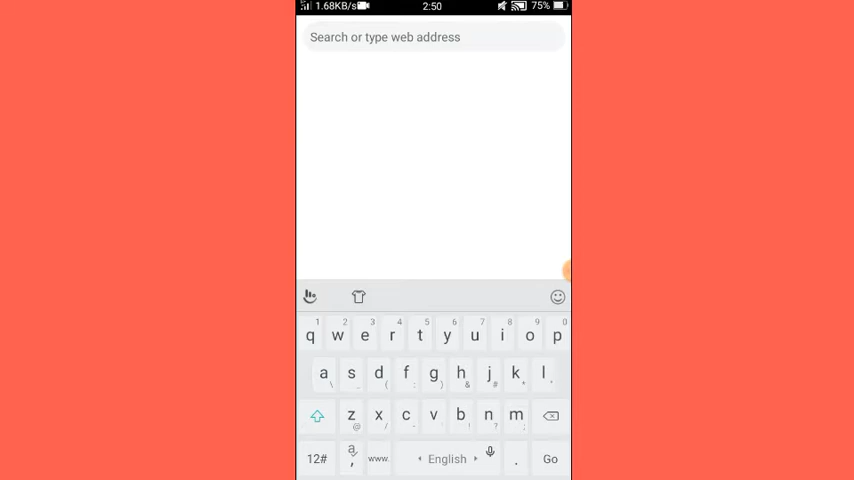 1.68KB/s 2:50 75%
Search or type web address
1 2 3 4 5 6 7 8 9 0
q w e r t y u i o p
a s d f g h j k l
\ _ ( : ) & # *
z x c v b n m
@ / - ! ? ;
12# a , www. English . Go